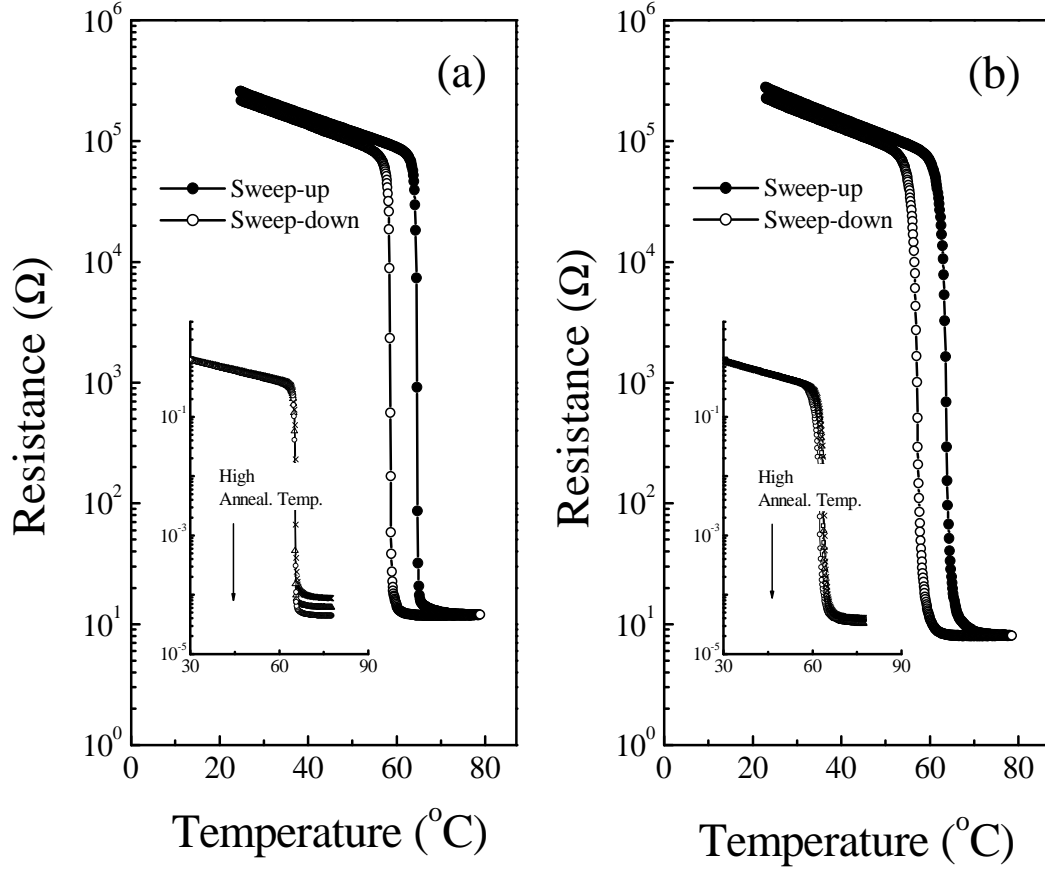 (a)
10^6
10^5
10^4
10^3
10^2
10^1
10^0
0
20
40
60
80
Resistance (Ω)
Temperature (°C)
Sweep-up
Sweep-down
High
Anneal. Temp.
10^-1
10^-3
10^-5
30
60
90
(b)
10^6
10^5
10^4
10^3
10^2
10^1
10^0
0
20
40
60
80
Resistance (Ω)
Temperature (°C)
Sweep-up
Sweep-down
High
Anneal. Temp.
10^-1
10^-3
10^-5
30
60
90